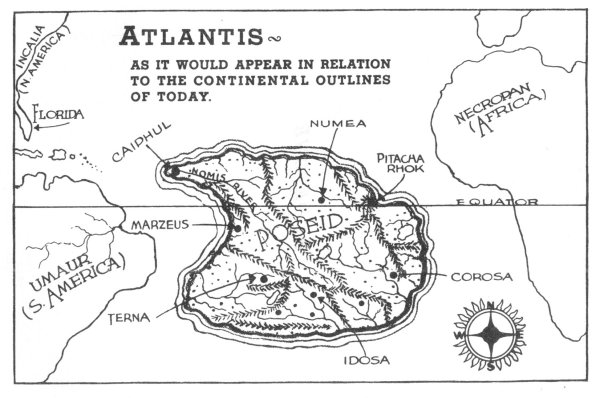 ATLANTIS~
AS IT WOULD APPEAR IN RELATION
TO THE CONTINENTAL OUTLINES
OF TODAY.
INCALIA
(N. AMERICA)
FLORIDA
CAIPHUL
NUMEA
NECROPAN
(AFRICA)
PITACHA
RHOK
NOMIS RIVER
EQUATOR
MARZEUS
POSEID
UMAUR
(S. AMERICA)
COROSA
TERNA
IDOSA
N
W
E
S